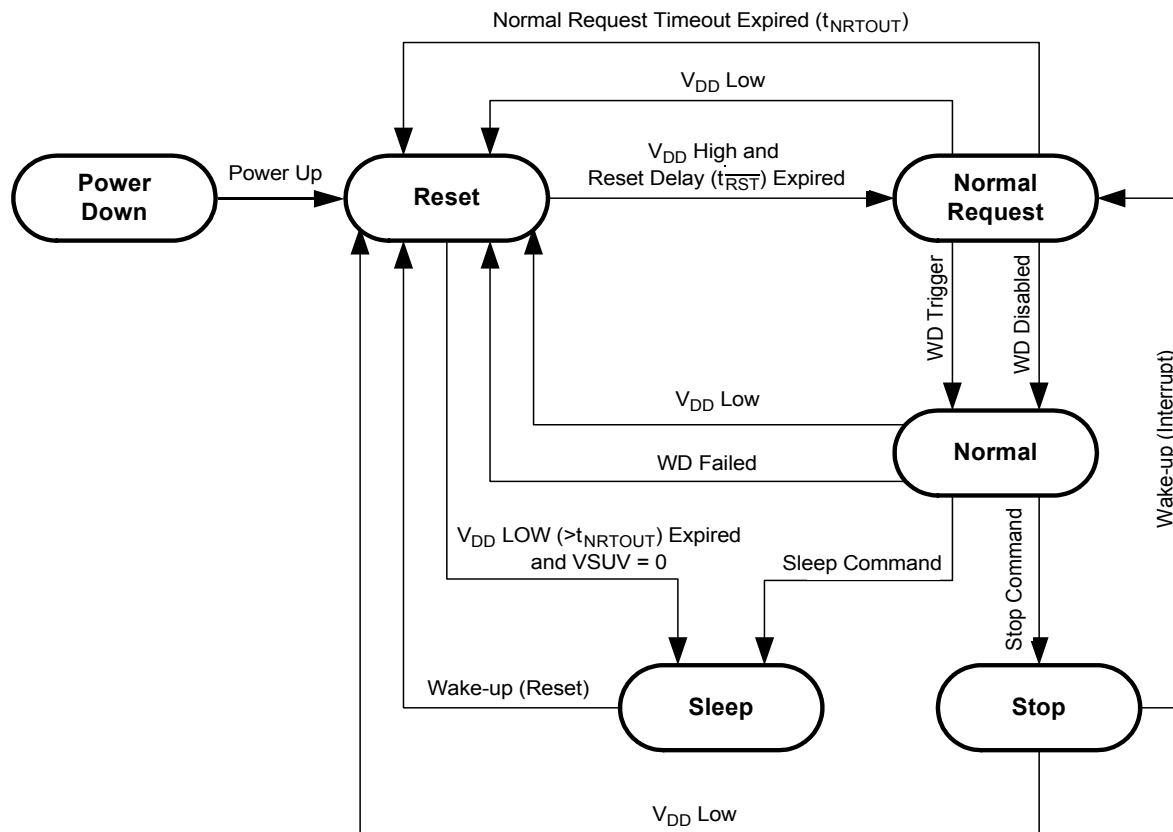 Normal Request Timeout Expired (tNRTOUT)
VDD Low
Power
Down
Power Up
Reset
VDD High and
Reset Delay (tRST) Expired
Normal
Request
WD Trigger
WD Disabled
Wake-up (Interrupt)
VDD Low
Normal
WD Failed
VDD LOW (>tNRTOUT) Expired
and VSUV = 0
Sleep Command
Stop Command
Wake-up (Reset)
Sleep
Stop
VDD Low